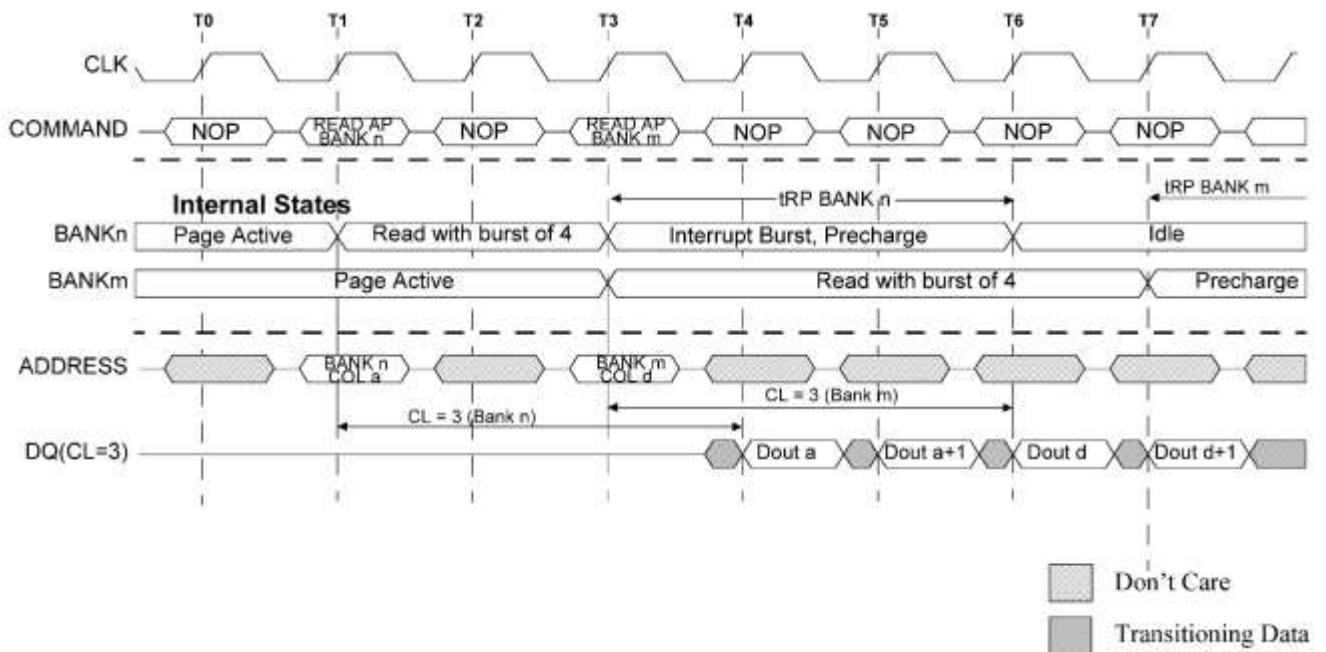 T0 T1 T2 T3 T4 T5 T6 T7
CLK
COMMAND NOP READ AP BANK n NOP READ AP BANK m NOP NOP NOP NOP
tRP BANK n tRP BANK m
Internal States
BANKn Page Active Read with burst of 4 Interrupt Burst, Precharge Idle
BANKm Page Active Read with burst of 4 Precharge
ADDRESS BANK n COL a BANK m COL d
CL = 3 (Bank m)
CL = 3 (Bank n)
DQ(CL=3) Dout a Dout a+1 Dout d Dout d+1
Don't Care
Transitioning Data